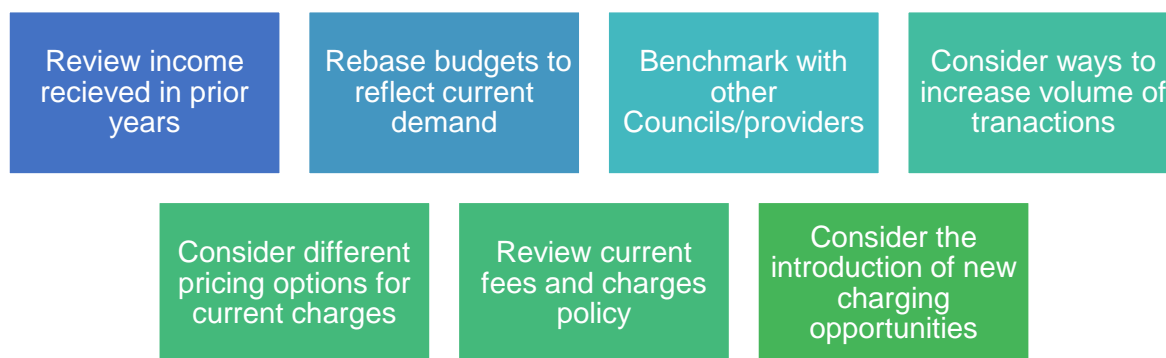 Review income
recieved in prior
years
Rebase budgets to
reflect current
demand
Benchmark with
other
Councils/providers
Consider ways to
increase volume of
tranactions
Consider different
pricing options for
current charges
Review current
fees and charges
policy
Consider the
introduction of new
charging
opportunities